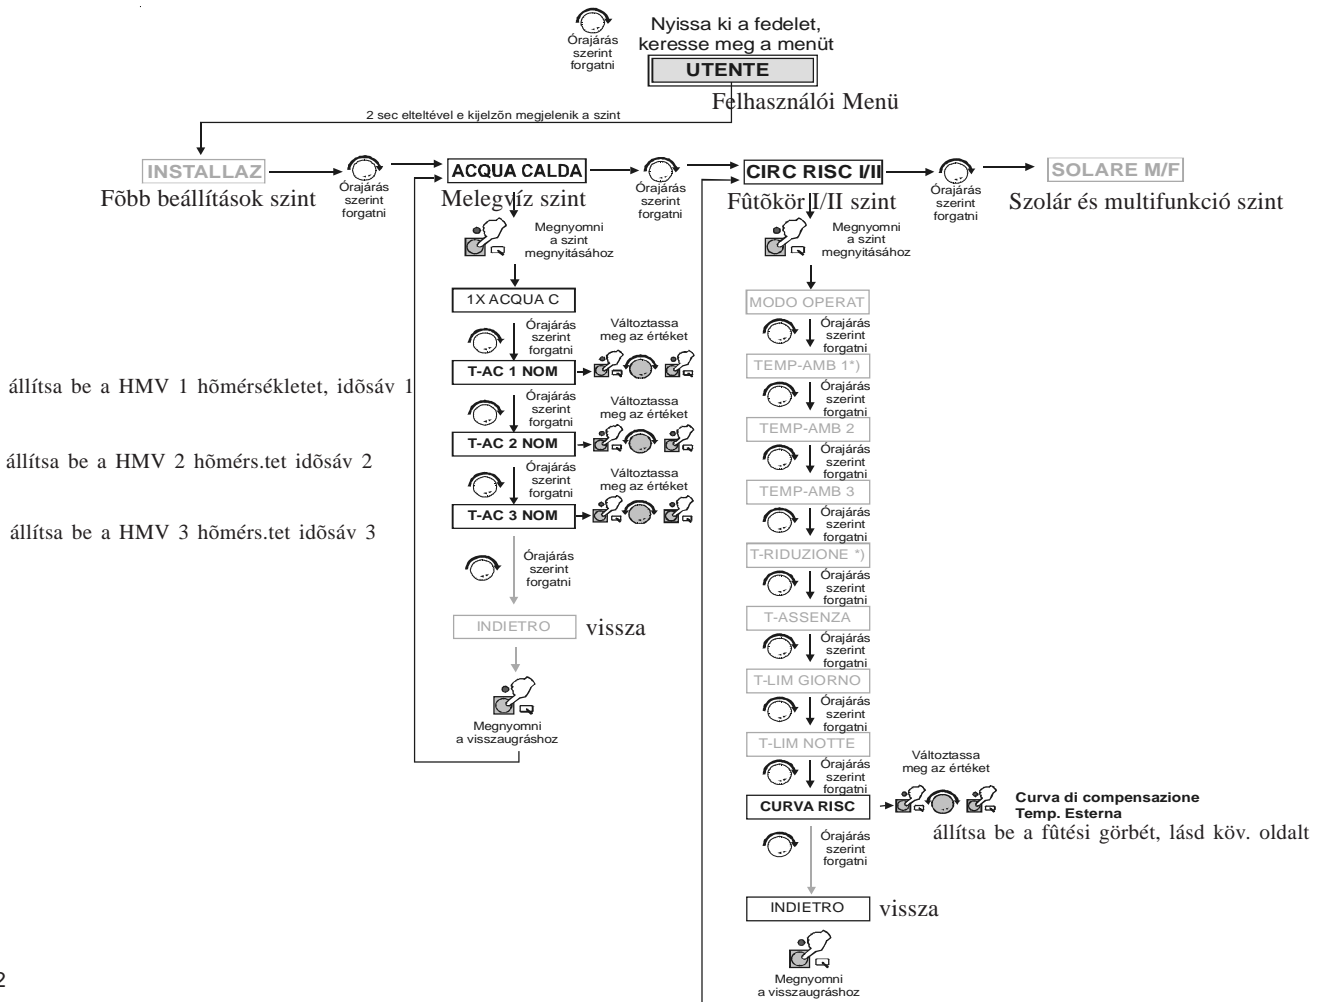 Nyissa ki a fedelet,
keresse meg a menüt
Órajárás
szerint
forgatni
UTENTE
Felhasználói Menü
2 sec elteltével e kijelzõn megjelenik a szint
INSTALLAZ
Fõbb beállítások szint
Órajárás
szerint
forgatni
ACQUA CALDA
Melegvíz szint
Órajárás
szerint
forgatni
CIRC RISC I/II
Fûtõkör I/II szint
Órajárás
szerint
forgatni
SOLARE M/F
Szolár és multifunkció szint
Megnyomni
a szint
megnyitásához
1X ACQUA C
Órajárás
szerint
forgatni
Változtassa
meg az értéket
T-AC 1 NOM
állítsa be a HMV 1 hõmérsékletet, idõsáv 1
Órajárás
szerint
forgatni
Változtassa
meg az értéket
T-AC 2 NOM
állítsa be a HMV 2 hõmérs.tet idõsáv 2
Órajárás
szerint
forgatni
Változtassa
meg az értéket
T-AC 3 NOM
állítsa be a HMV 3 hõmérs.tet idõsáv 3
Órajárás
szerint
forgatni
INDIETRO
vissza
Megnyomni
a visszaugráshoz
Megnyomni
a szint
megnyitásához
MODO OPERAT
Órajárás
szerint
forgatni
TEMP-AMB 1*)
Órajárás
szerint
forgatni
TEMP-AMB 2
Órajárás
szerint
forgatni
TEMP-AMB 3
Órajárás
szerint
forgatni
T-RIDUZIONE *)
Órajárás
szerint
forgatni
T-ASSENZA
Órajárás
szerint
forgatni
T-LIM GIORNO
Órajárás
szerint
forgatni
T-LIM NOTTE
Órajárás
szerint
forgatni
Változtassa
meg az értéket
CURVA RISC
Curva di compensazione
Temp. Esterna
állítsa be a fûtési görbét, lásd köv. oldalt
Órajárás
szerint
forgatni
INDIETRO
vissza
Megnyomni
a visszaugráshoz
2